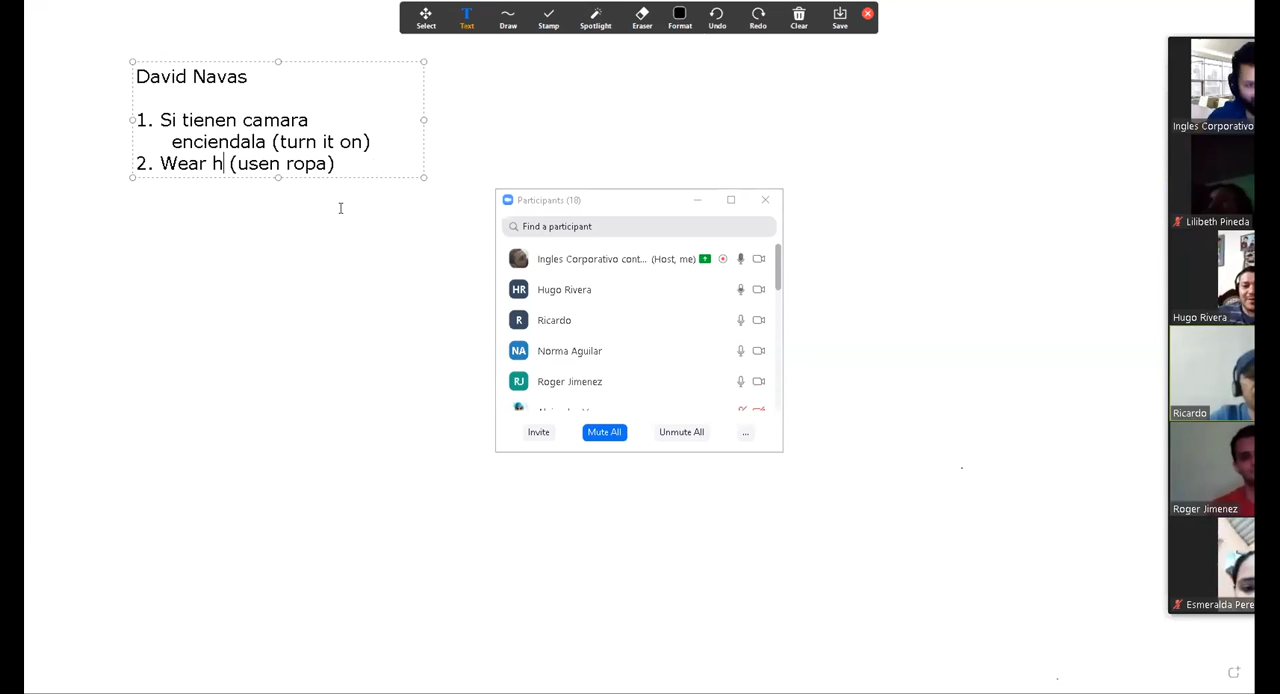 Select Text Draw Stamp Spotlight Eraser Format Undo Redo Clear Save
David Navas
1. Si tienen camara
enciendala (turn it on)
2. Wear h (usen ropa)
Participants (18)
Find a participant
Ingles Corporativo cont... (Host, me)
HR Hugo Rivera
R Ricardo
NA Norma Aguilar
RJ Roger Jimenez
Invite Mute All Unmute All ...
Ingles Corporativo
Lilibeth Pineda
Hugo Rivera
Ricardo
Roger Jimenez
Esmeralda Pere